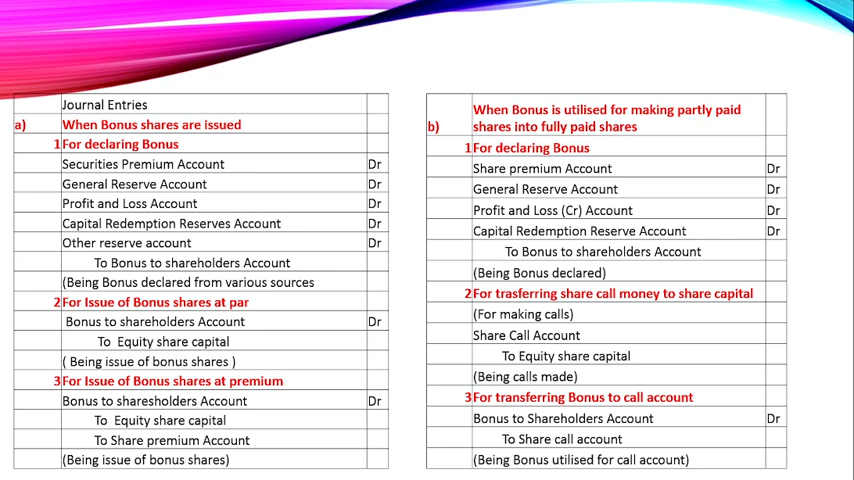 Journal Entries
a) When Bonus shares are issued
1 For declaring Bonus
Securities Premium Account Dr
General Reserve Account Dr
Profit and Loss Account Dr
Capital Redemption Reserves Account Dr
Other reserve account Dr
To Bonus to shareholders Account
(Being Bonus declared from various sources
2 For Issue of Bonus shares at par
Bonus to shareholders Account Dr
To Equity share capital
( Being issue of bonus shares )
3 For Issue of Bonus shares at premium
Bonus to sharesholders Account Dr
To Equity share capital
To Share premium Account
(Being issue of bonus shares)
When Bonus is utilised for making partly paid
b) shares into fully paid shares
1 For declaring Bonus
Share premium Account Dr
General Reserve Account Dr
Profit and Loss (Cr) Account Dr
Capital Redemption Reserve Account Dr
To Bonus to shareholders Account
(Being Bonus declared)
2 For trasferring share call money to share capital
(For making calls)
Share Call Account
To Equity share capital
(Being calls made)
3 For transferring Bonus to call account
Bonus to Shareholders Account Dr
To Share call account
(Being Bonus utilised for call account)